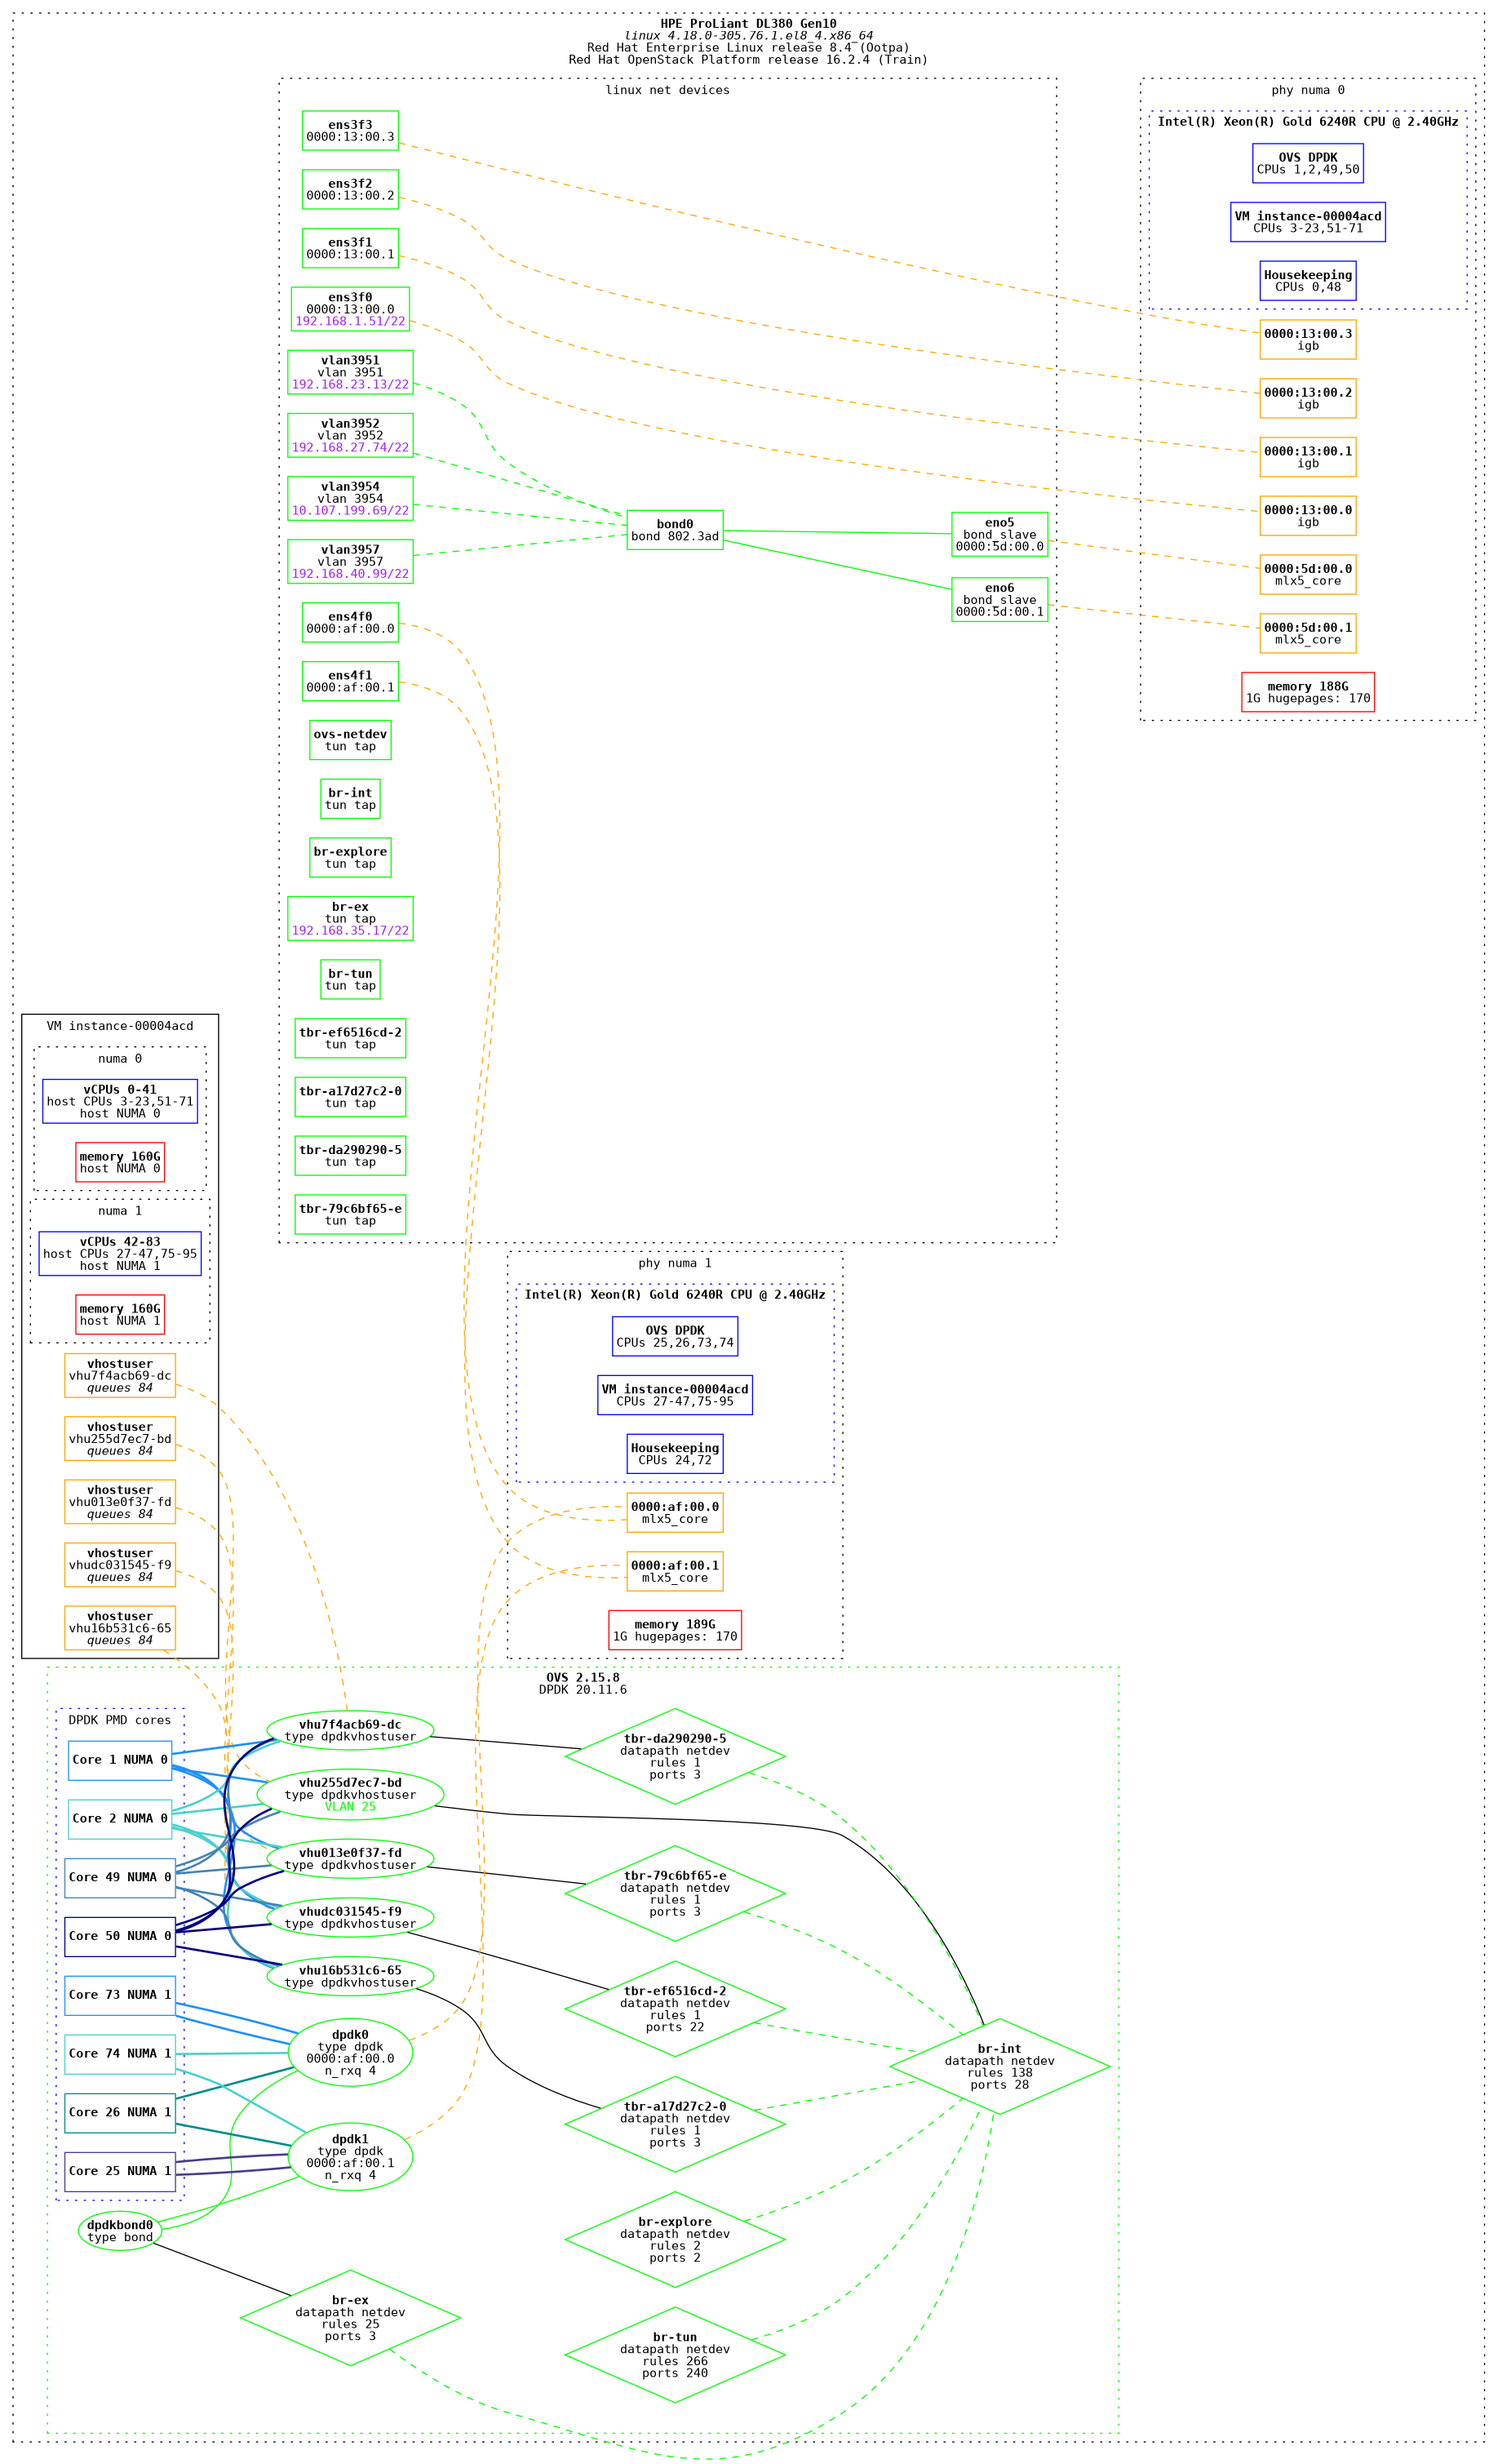 HPE ProLiant DL380 Gen10
linux 4.18.0-305.76.1.el8_4.x86_64
Red Hat Enterprise Linux release 8.4 (Ootpa)
Red Hat OpenStack Platform release 16.2.4 (Train)
linux net devices
ens3f3
0000:13:00.3
ens3f2
0000:13:00.2
ens3f1
0000:13:00.1
ens3f0
0000:13:00.0
192.168.1.51/22
vlan3951
vlan 3951
192.168.23.13/22
vlan3952
vlan 3952
192.168.27.74/22
vlan3954
vlan 3954
10.107.199.69/22
vlan3957
vlan 3957
192.168.40.99/22
ens4f0
0000:af:00.0
ens4f1
0000:af:00.1
ovs-netdev
tun tap
br-int
tun tap
br-explore
tun tap
br-ex
tun tap
192.168.35.17/22
br-tun
tun tap
tbr-ef6516cd-2
tun tap
tbr-a17d27c2-0
tun tap
tbr-da290290-5
tun tap
tbr-79c6bf65-e
tun tap
bond0
bond 802.3ad
eno5
bond slave
0000:5d:00.0
eno6
bond slave
0000:5d:00.1
phy numa 0
Intel(R) Xeon(R) Gold 6240R CPU @ 2.40GHz
OVS DPDK
CPUs 1,2,49,50
VM instance-00004acd
CPUs 3-23,51-71
Housekeeping
CPUs 0,48
0000:13:00.3
igb
0000:13:00.2
igb
0000:13:00.1
igb
0000:13:00.0
igb
0000:5d:00.0
mlx5_core
0000:5d:00.1
mlx5_core
memory 188G
1G hugepages: 170
VM instance-00004acd
numa 0
vCPUs 0-41
host CPUs 3-23,51-71
host NUMA 0
memory 160G
host NUMA 0
numa 1
vCPUs 42-83
host CPUs 27-47,75-95
host NUMA 1
memory 160G
host NUMA 1
vhostuser
vhu7f4acb69-dc
queues 84
vhostuser
vhu255d7ec7-bd
queues 84
vhostuser
vhu013e0f37-fd
queues 84
vhostuser
vhudc031545-f9
queues 84
vhostuser
vhu16b531c6-65
queues 84
phy numa 1
Intel(R) Xeon(R) Gold 6240R CPU @ 2.40GHz
OVS DPDK
CPUs 25,26,73,74
VM instance-00004acd
CPUs 27-47,75-95
Housekeeping
CPUs 24,72
0000:af:00.0
mlx5_core
0000:af:00.1
mlx5_core
memory 189G
1G hugepages: 170
OVS 2.15.8
DPDK 20.11.6
DPDK PMD cores
Core 1 NUMA 0
Core 2 NUMA 0
Core 49 NUMA 0
Core 50 NUMA 0
Core 73 NUMA 1
Core 74 NUMA 1
Core 26 NUMA 1
Core 25 NUMA 1
dpdkbond0
type bond
vhu7f4acb69-dc
type dpdkvhostuser
vhu255d7ec7-bd
type dpdkvhostuser
VLAN 25
vhu013e0f37-fd
type dpdkvhostuser
vhudc031545-f9
type dpdkvhostuser
vhu16b531c6-65
type dpdkvhostuser
dpdk0
type dpdk
0000:af:00.0
n_rxq 4
dpdk1
type dpdk
0000:af:00.1
n_rxq 4
br-ex
datapath netdev
rules 25
ports 3
tbr-da290290-5
datapath netdev
rules 1
ports 3
tbr-79c6bf65-e
datapath netdev
rules 1
ports 3
tbr-ef6516cd-2
datapath netdev
rules 1
ports 22
tbr-a17d27c2-0
datapath netdev
rules 1
ports 3
br-explore
datapath netdev
rules 2
ports 2
br-tun
datapath netdev
rules 266
ports 240
br-int
datapath netdev
rules 138
ports 28